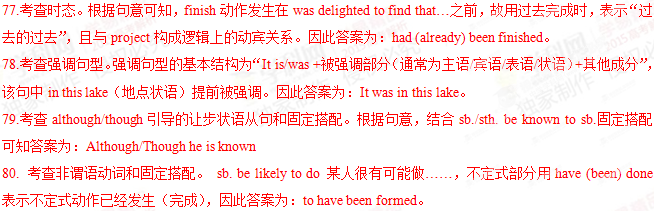 77.考查时态。根据句意可知，finish 动作发生在 was delighted to find that…之前，故用过去完成时，表示“过
去的过去”，且与 project 构成逻辑上的动宾关系。因此答案为：had (already) been finished。
78.考查强调句型。强调句型的基本结构为“It is/was +被强调部分（通常为主语/宾语/表语/状语）+其他成分”，
该句中 in this lake（地点状语）提前被强调。因此答案为：It was in this lake。
79.考查 although/though 引导的让步状语从句和固定搭配。根据句意，结合 sb./sth. be known to sb.固定搭配
可知答案为：Although/Though he is known
80. 考查非谓语动词和固定搭配。 sb. be likely to do 某人很有可能做……，不定式部分用 have (been) done
表示不定式动作已经发生（完成），因此答案为：to have been formed。